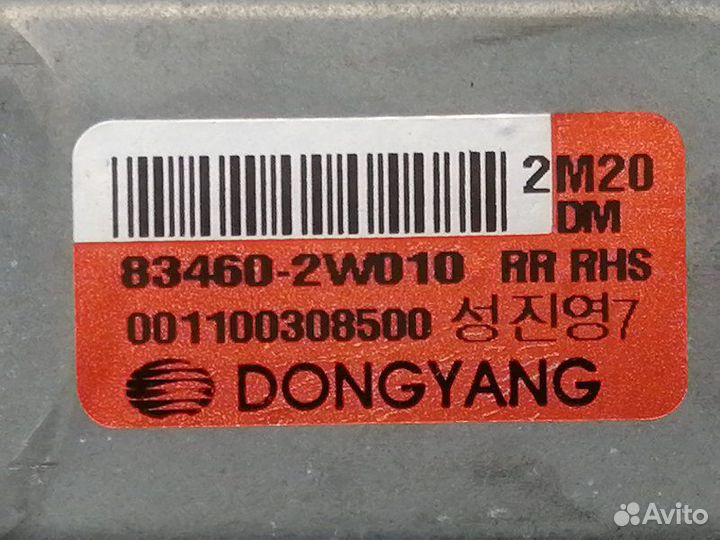 2M20
DM
83460-2W010 RR RHS
001100308500 성진영7
DONGYANG
Avito